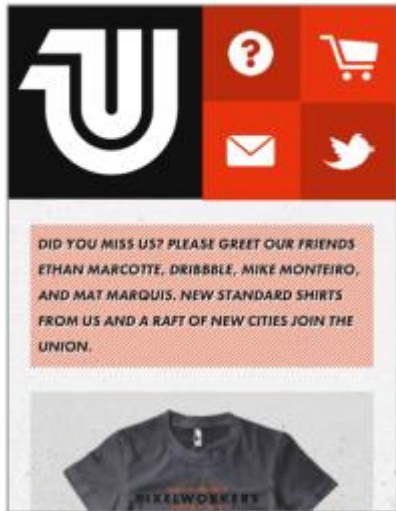 U
?
DID YOU MISS US? PLEASE GREET OUR FRIENDS
ETHAN MARCOTTE, DRIBBBLE, MIKE MONTEIRO,
AND MAT MARQUIS. NEW STANDARD SHIRTS
FROM US AND A RAFT OF NEW CITIES JOIN THE
UNION.
PIXELWORKERS